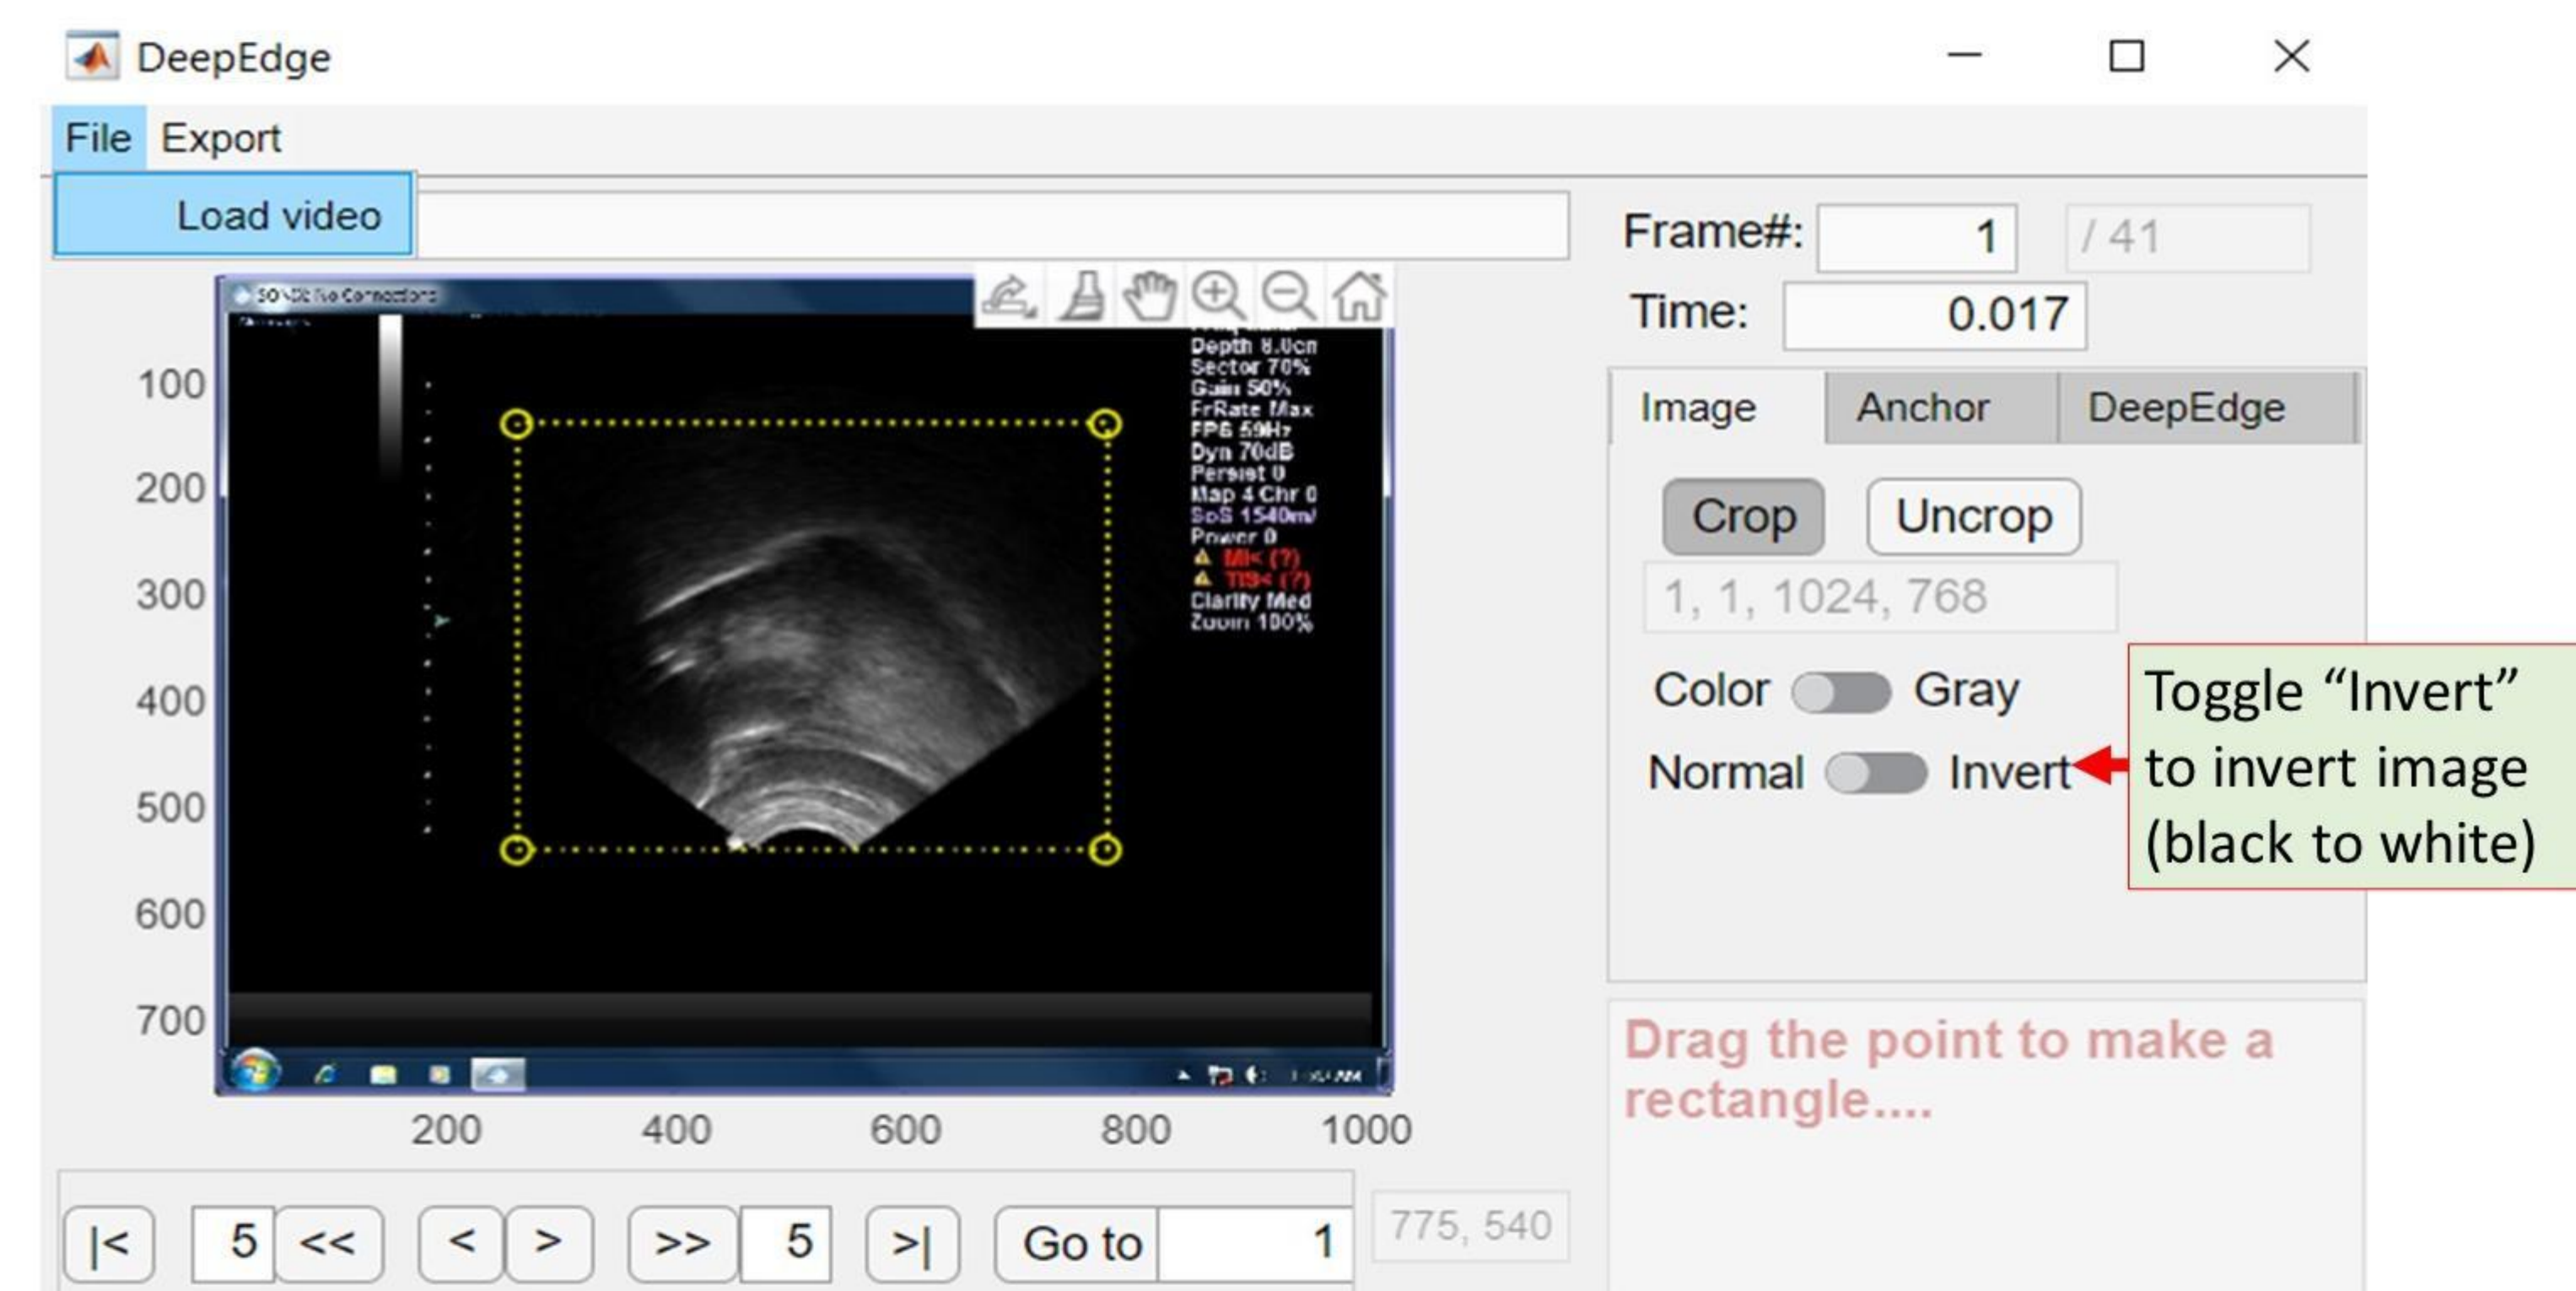 DeepEdge
File Export
Load video
Frame#: 1 / 41
Time: 0.017
Depth 8.0cm
Sector 70%
Gain 50%
FrRate Max
FPS 59Hz
Dyn 70dB
Persist 0
Map 4 Chr 0
SoS 1540m/
Power 0
MI< (?)
TIS< (?)
Clarity Med
Zoom 100%
100
200
300
400
500
600
700
200 400 600 800 1000
Image Anchor DeepEdge
Crop Uncrop
1, 1, 1024, 768
Color Gray
Normal Invert
Toggle “Invert”
to invert image
(black to white)
Drag the point to make a
rectangle....
|< 5 << < > >> 5 >| Go to 1 775, 540